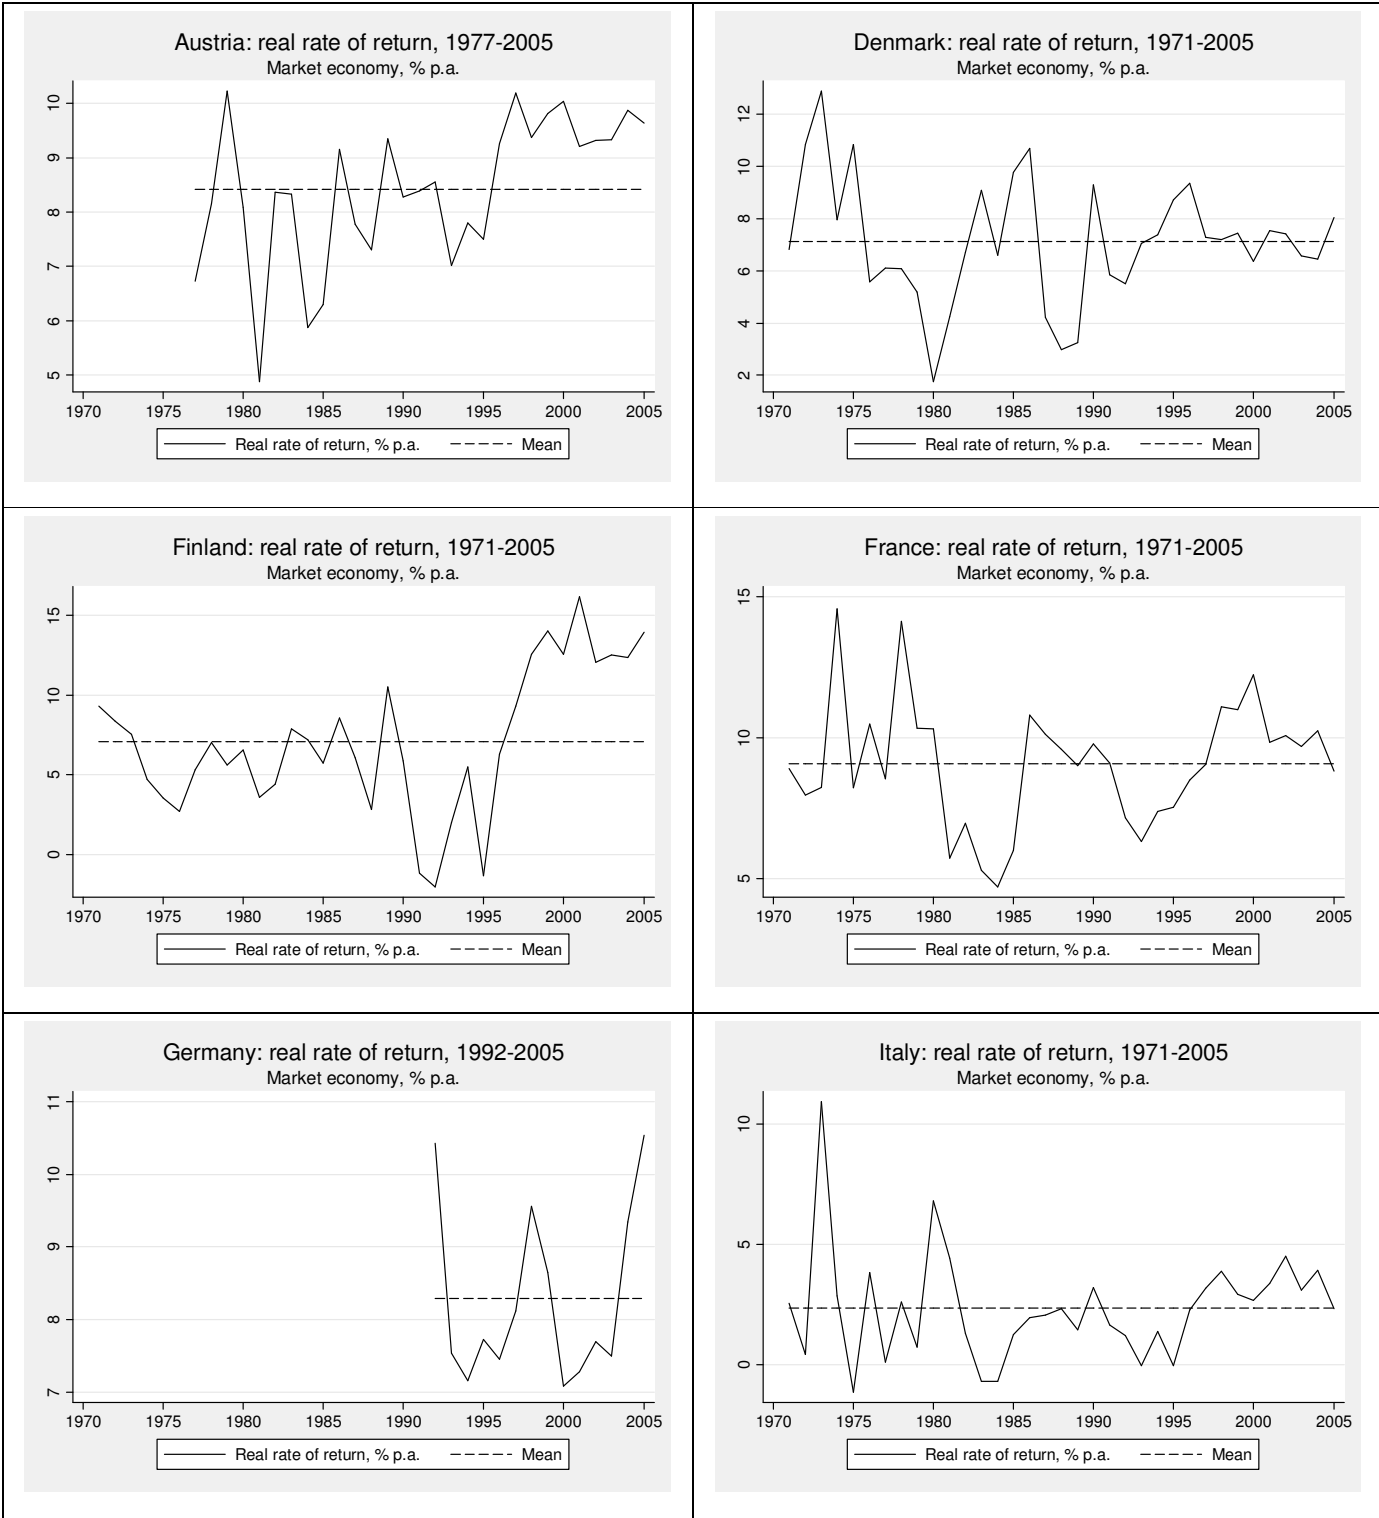 Austria: real rate of return, 1977-2005
Market economy, % p.a.
10
9
8
7
6
5
1970 1975 1980 1985 1990 1995 2000 2005
Real rate of return, % p.a. Mean
Denmark: real rate of return, 1971-2005
Market economy, % p.a.
12
10
8
6
4
2
1970 1975 1980 1985 1990 1995 2000 2005
Real rate of return, % p.a. Mean
Finland: real rate of return, 1971-2005
Market economy, % p.a.
15
10
5
0
1970 1975 1980 1985 1990 1995 2000 2005
Real rate of return, % p.a. Mean
France: real rate of return, 1971-2005
Market economy, % p.a.
15
10
5
1970 1975 1980 1985 1990 1995 2000 2005
Real rate of return, % p.a. Mean
Germany: real rate of return, 1992-2005
Market economy, % p.a.
11
10
9
8
7
1970 1975 1980 1985 1990 1995 2000 2005
Real rate of return, % p.a. Mean
Italy: real rate of return, 1971-2005
Market economy, % p.a.
10
5
0
1970 1975 1980 1985 1990 1995 2000 2005
Real rate of return, % p.a. Mean